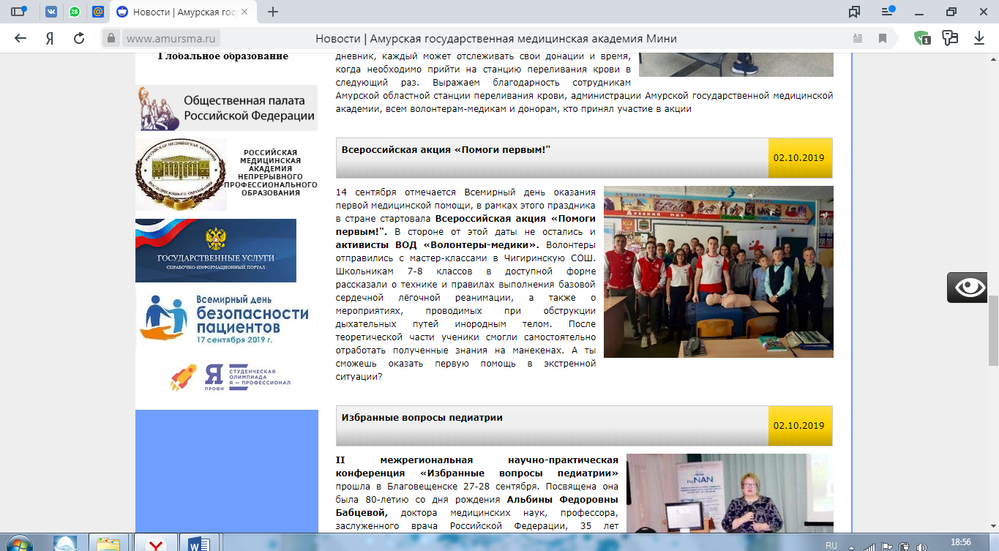 28
Новости | Амурская гос
www.amursma.ru
Новости | Амурская государственная медицинская академия Мини
1
Глобальное образование
Общественная палата
Российской Федерации
РОССИЙСКАЯ
МЕДИЦИНСКАЯ
АКАДЕМИЯ
НЕПРЕРЫВНОГО
ПРОФЕССИОНАЛЬНОГО
ОБРАЗОВАНИЯ
ГОСУДАРСТВЕННЫЕ УСЛУГИ
СПРАВОЧНО-ИНФОРМАЦИОННЫЙ ПОРТАЛ
Всемирный день
безопасности
пациентов
17 сентября 2019 г.
Я
ПРОФИ
СТУДЕНЧЕСКАЯ
ОЛИМПИАДА
Я — ПРОФЕССИОНАЛ
дневник, каждый может отслеживать свои донации и время,
когда необходимо прийти на станцию переливания крови в
следующий раз. Выражаем благодарность сотрудникам
Амурской областной станции переливания крови, администрации Амурской государственной медицинской
академии, всем волонтерам-медикам и донорам, кто принял участие в акции
Всероссийская акция «Помоги первым!"
02.10.2019
14 сентября отмечается Всемирный день оказания
первой медицинской помощи, в рамках этого праздника
в стране стартовала Всероссийская акция «Помоги
первым!". В стороне от этой даты не остались и
активисты ВОД «Волонтеры-медики». Волонтеры
отправились с мастер-классами в Чигиринскую СОШ.
Школьникам 7-8 классов в доступной форме
рассказали о технике и правилах выполнения базовой
сердечной лёгочной реанимации, а также о
мероприятиях, проводимых при обструкции
дыхательных путей инородным телом. После
теоретической части ученики смогли самостоятельно
отработать полученные знания на манекенах. А ты
сможешь оказать первую помощь в экстренной
ситуации?
ДРЕВНИЙ МИР
Избранные вопросы педиатрии
02.10.2019
II межрегиональная научно-практическая
конференция «Избранные вопросы педиатрии»
прошла в Благовещенске 27-28 сентября. Посвящена она
была 80-летию со дня рождения Альбины Федоровны
Бабцевой, доктора медицинских наук, профессора,
заслуженного врача Российской Федерации, 35 лет
NAN
RU
18:56